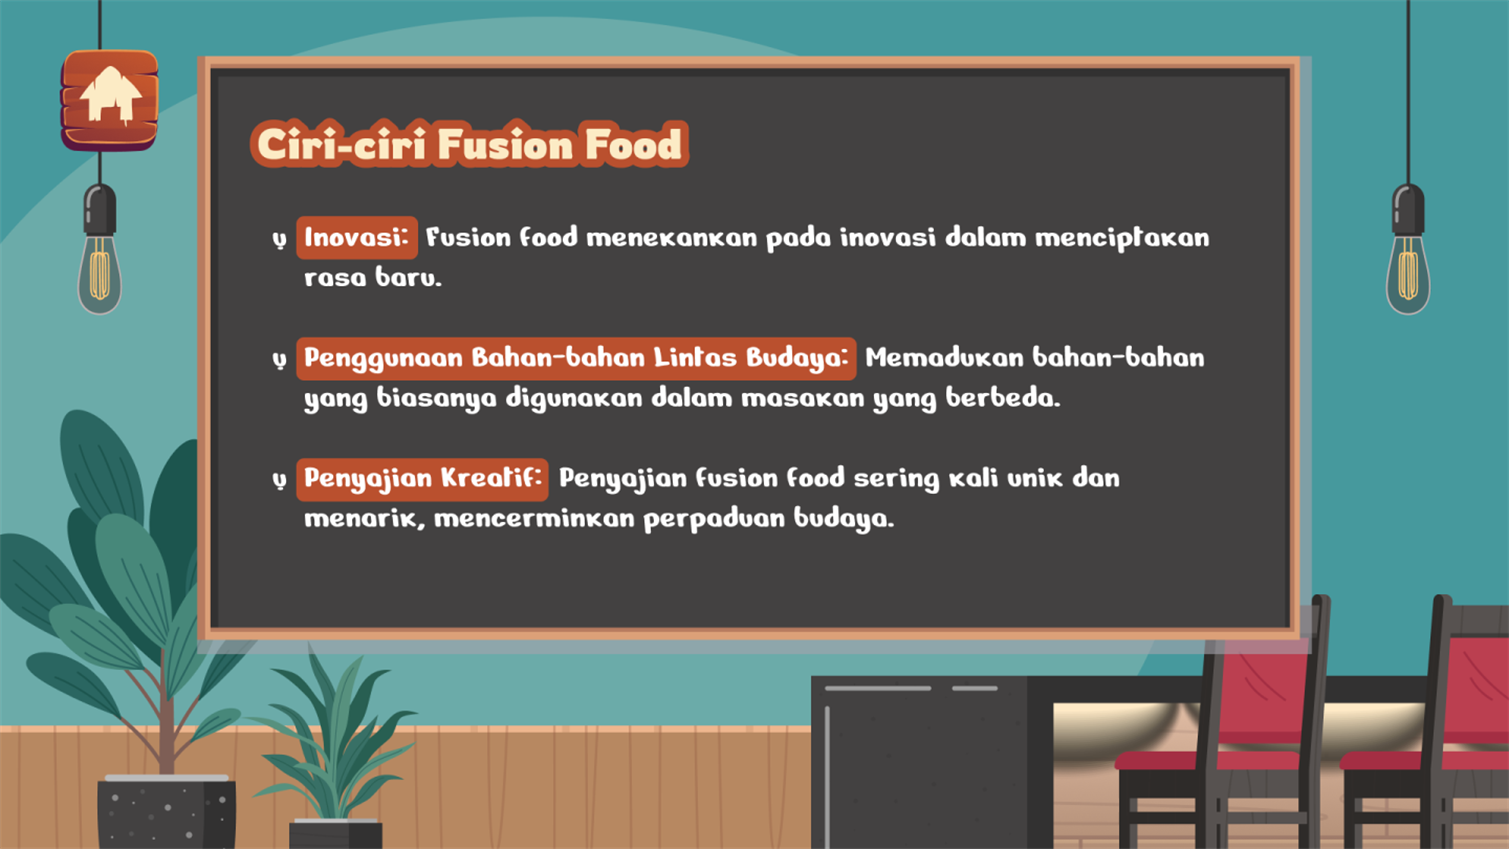 Ciri-ciri Fusion Food
Inovasi: Fusion food menekankan pada inovasi dalam menciptakan
rasa baru.
Penggunaan Bahan-bahan Lintas Budaya: Memadukan bahan-bahan
yang biasanya digunakan dalam masakan yang berbeda.
Penyajian Kreatif: Penyajian fusion food sering kali unik dan
menarik, mencerminkan perpaduan budaya.